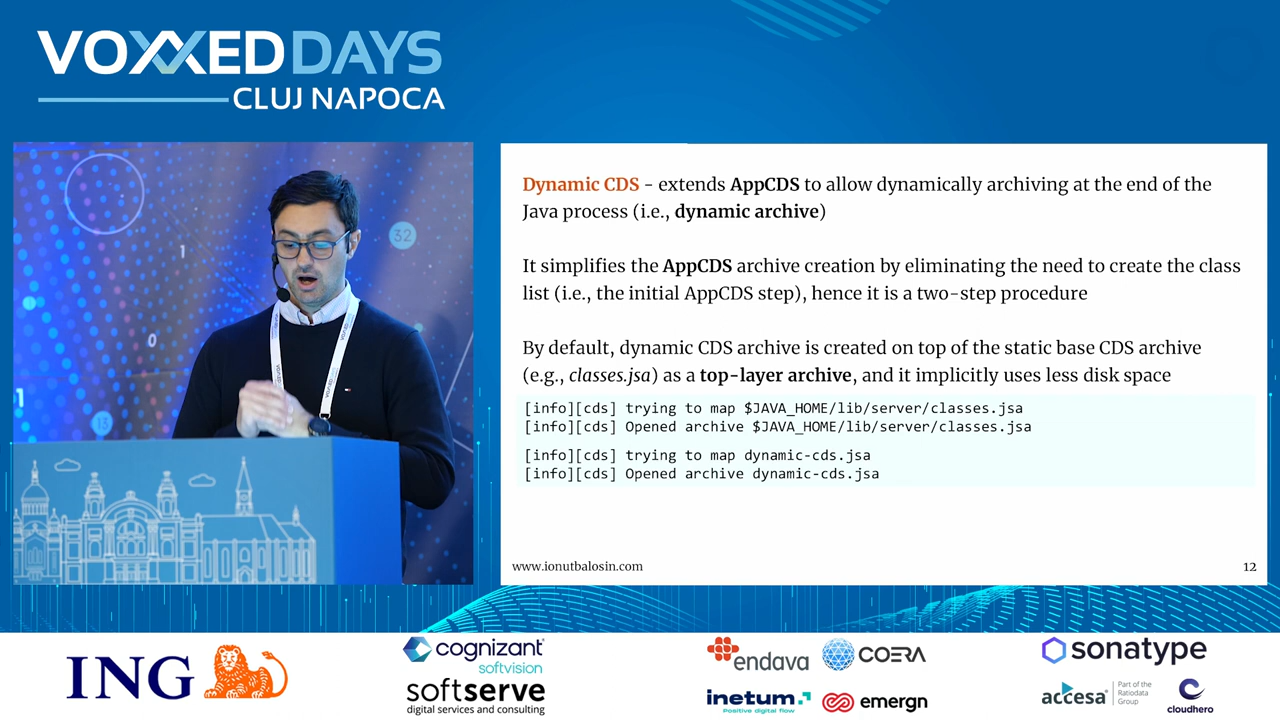 VOXXEDDAYS
CLUJ NAPOCA
32
1
0
1
13
Dynamic CDS - extends AppCDS to allow dynamically archiving at the end of the
Java process (i.e., dynamic archive)
It simplifies the AppCDS archive creation by eliminating the need to create the class
list (i.e., the initial AppCDS step), hence it is a two-step procedure
By default, dynamic CDS archive is created on top of the static base CDS archive
(e.g., classes.jsa) as a top-layer archive, and it implicitly uses less disk space
[info][cds] trying to map $JAVA_HOME/lib/server/classes.jsa
[info][cds] Opened archive $JAVA_HOME/lib/server/classes.jsa
[info][cds] trying to map dynamic-cds.jsa
[info][cds] Opened archive dynamic-cds.jsa
www.ionutbalosin.com
12
ING
cognizant
softvision
softserve
digital services and consulting
endava
COERA
inetum.
Positive digital flow
emergn
sonatype
accesa
Part of the
Ratiodata
Group
cloudhero